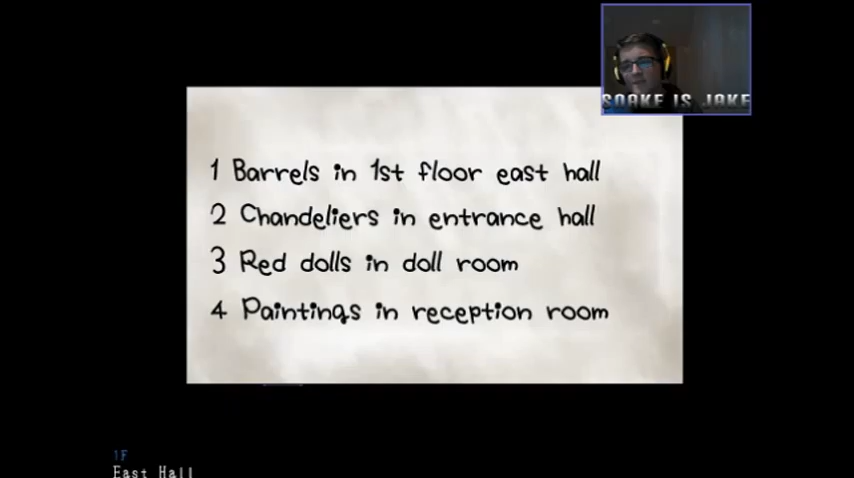 SOAKE IS JAKE
1 Barrels in 1st floor east hall
2 Chandeliers in entrance hall
3 Red dolls in doll room
4 Paintings in reception room
1F
East Hall